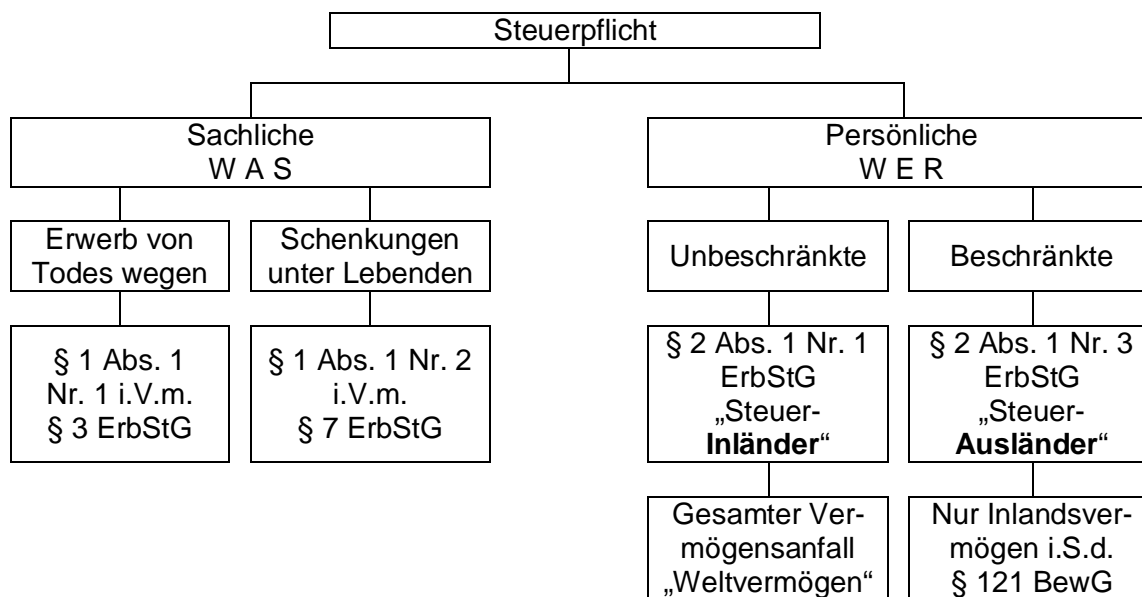 Steuerpflicht
Sachliche
W A S
Persönliche
W E R
Erwerb von
Todes wegen
Schenkungen
unter Lebenden
Unbeschränkte
Beschränkte
§ 1 Abs. 1
Nr. 1 i.V.m.
§ 3 ErbStG
§ 1 Abs. 1 Nr. 2
i.V.m.
§ 7 ErbStG
§ 2 Abs. 1 Nr. 1
ErbStG
„Steuer-
Inländer“
§ 2 Abs. 1 Nr. 3
ErbStG
„Steuer-
Ausländer“
Gesamter Ver-
mögensanfall
„Weltvermögen“
Nur Inlandsver-
mögen i.S.d.
§ 121 BewG